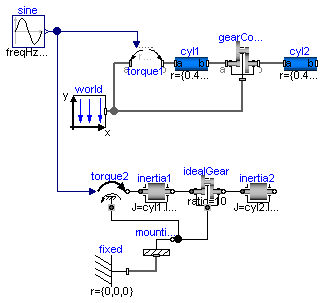 sine
freqHz...
torque1
a
b
cyl1
r={0.4...
gearCo...
a
b
cyl2
r={0.4...
world
y
x
torque2
inertia1
J=cyl1.I...
idealGear
ratio=10
inertia2
J=cyl2.I...
mounti...
fixed
r={0,0,0}